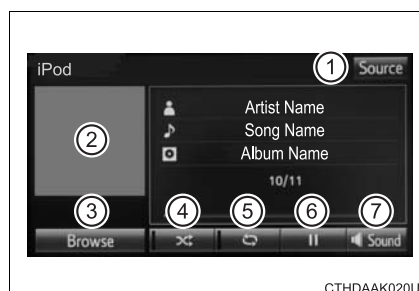 iPod
1 Source
Artist Name
2 Song Name
Album Name
10/11
3 4 5 6 7
Browse Sound
CTHDAAK020U